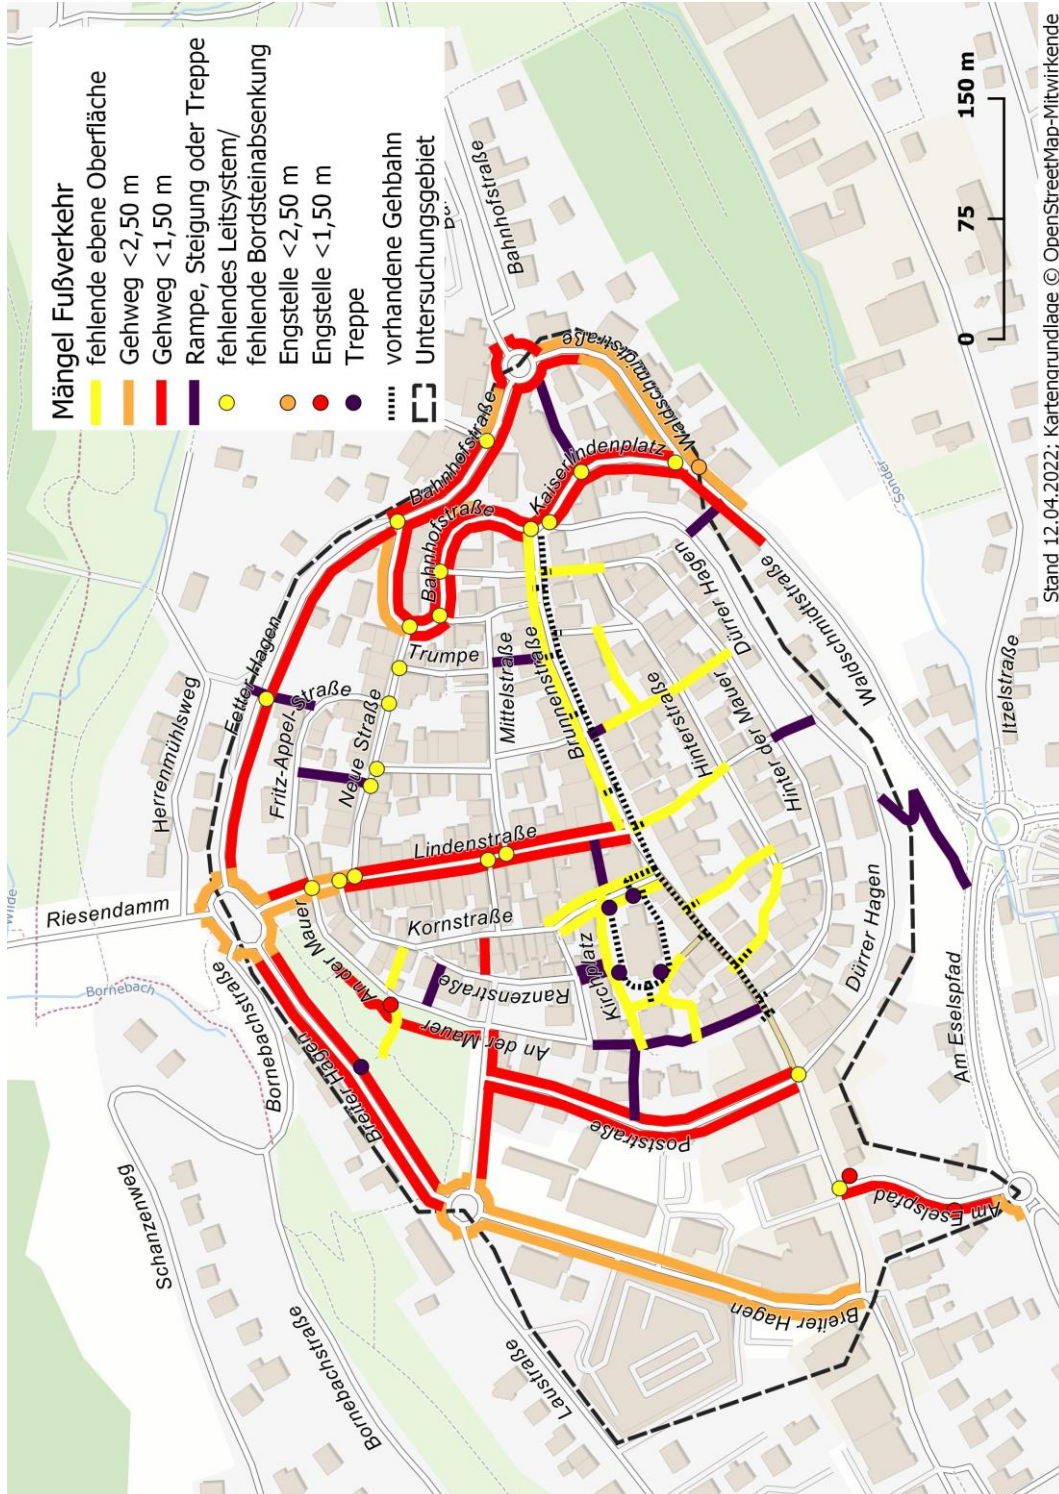 Mängel Fußverkehr
fehlende ebene Oberfläche
Gehweg <2,50 m
Gehweg <1,50 m
Rampe, Steigung oder Treppe
fehlendes Leitsystem/
fehlende Bordsteinabsenkung
Engstelle <2,50 m
Engstelle <1,50 m
Treppe
vorhandene Gehbahn
Untersuchungsgebiet
Schanzenweg
Bornebachstraße
Bornebachstraße
Bornebach
Riesendamm
Wilde
Herrenmühlsweg
Fetter Hagen
Fritz-Appel-Straße
Neue Straße
Bahnhofstraße
Bahnhofstraße
Bahnhofstraße
Trumpe
Mittelstraße
Lindenstraße
Kornstraße
Ranzenstraße
An der Mauer
An der Mauer
Breiter Hagen
Breiter Hagen
Laustraße
Poststraße
Kirchplatz
Brunnenstraße
Hinterstraße
Hinter der Mauer
Dürrer Hagen
Dürrer Hagen
Kaiserlindenplatz
Waldschmidtstraße
Waldschmidtstraße
Am Eselspfad
Am Eselspfad
Itzelstraße
Sonder
0 75 150 m
Stand 12.04.2022; Kartengrundlage © OpenStreetMap-Mitwirkende